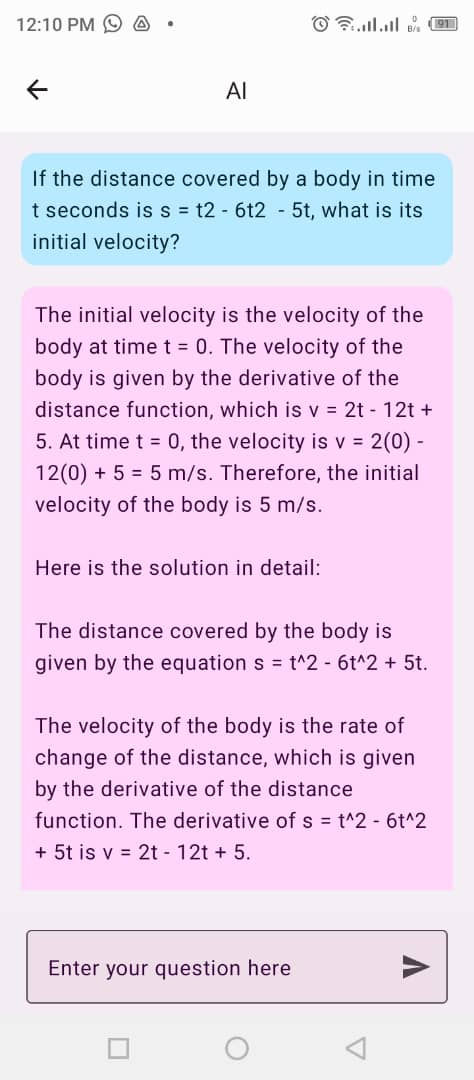 12:10 PM
0
B/s
91
AI
If the distance covered by a body in time
t seconds is s = t2 - 6t2  - 5t, what is its
initial velocity?
The initial velocity is the velocity of the
body at time t = 0. The velocity of the
body is given by the derivative of the
distance function, which is v = 2t - 12t +
5. At time t = 0, the velocity is v = 2(0) -
12(0) + 5 = 5 m/s. Therefore, the initial
velocity of the body is 5 m/s.
Here is the solution in detail:
The distance covered by the body is
given by the equation s = t^2 - 6t^2 + 5t.
The velocity of the body is the rate of
change of the distance, which is given
by the derivative of the distance
function. The derivative of s = t^2 - 6t^2
+ 5t is v = 2t - 12t + 5.
Enter your question here